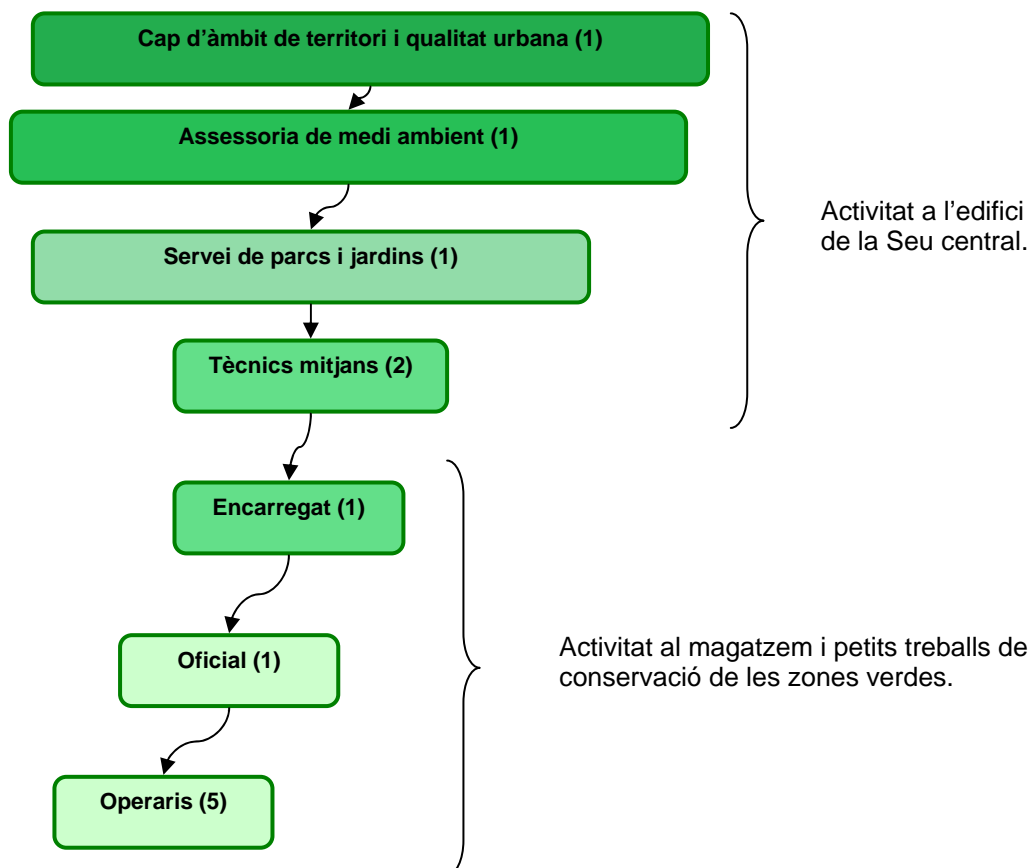 Cap d’àmbit de territori i qualitat urbana (1)
Assessoria de medi ambient (1)
Activitat a l’edifici
de la Seu central.
Servei de parcs i jardins (1)
Tècnics mitjans (2)
Encarregat (1)
Oficial (1)
Activitat al magatzem i petits treballs de
conservació de les zones verdes.
Operaris (5)